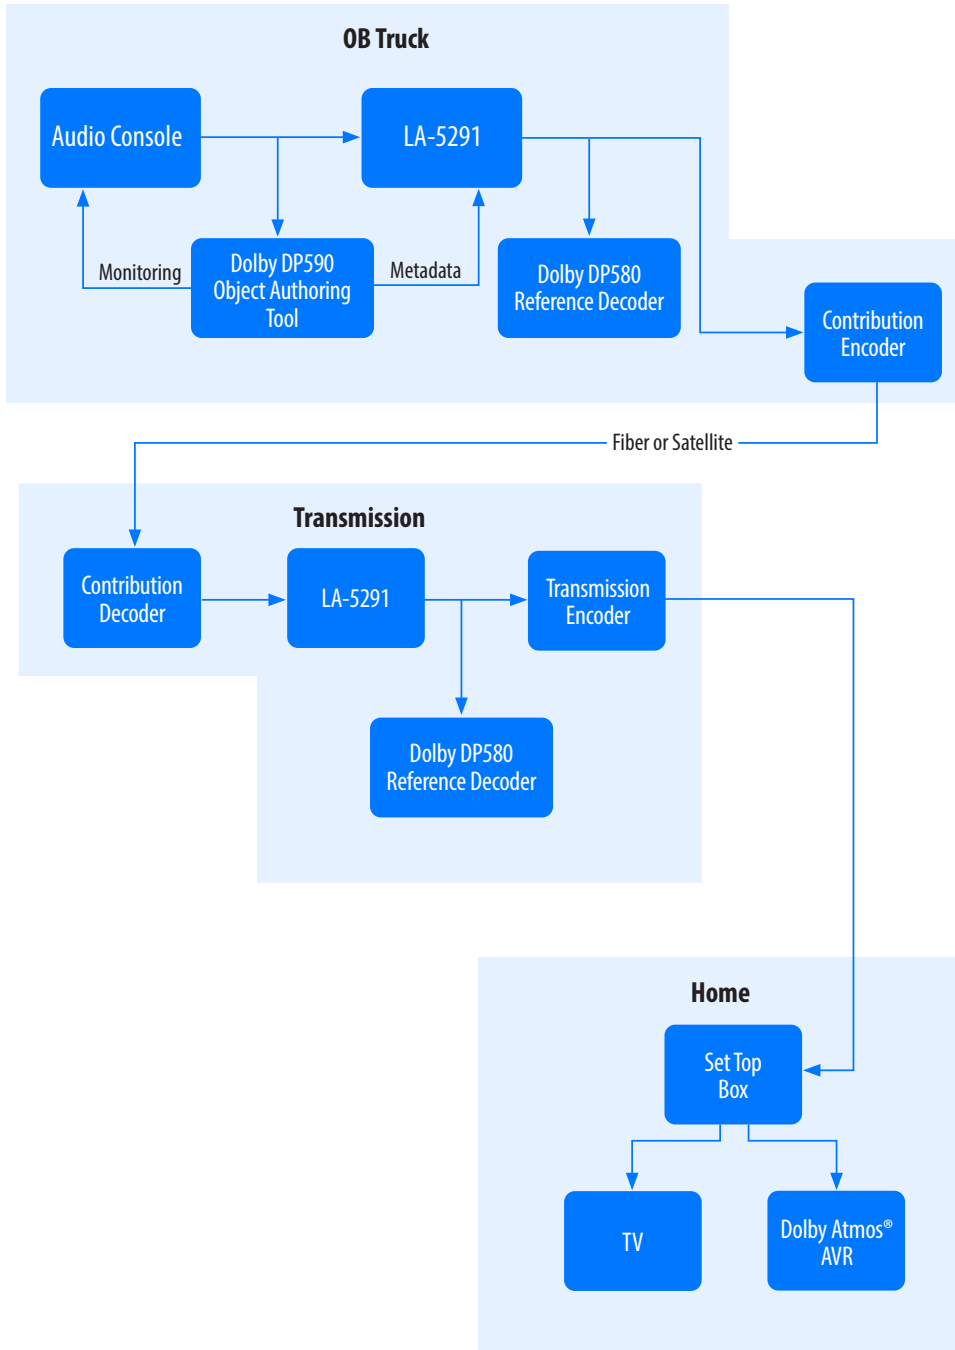 OB Truck
Audio Console
LA-5291
Monitoring
Dolby DP590
Object Authoring
Tool
Metadata
Dolby DP580
Reference Decoder
Contribution
Encoder
Fiber or Satellite
Transmission
Contribution
Decoder
LA-5291
Transmission
Encoder
Dolby DP580
Reference Decoder
Home
Set Top
Box
TV
Dolby Atmos®
AVR